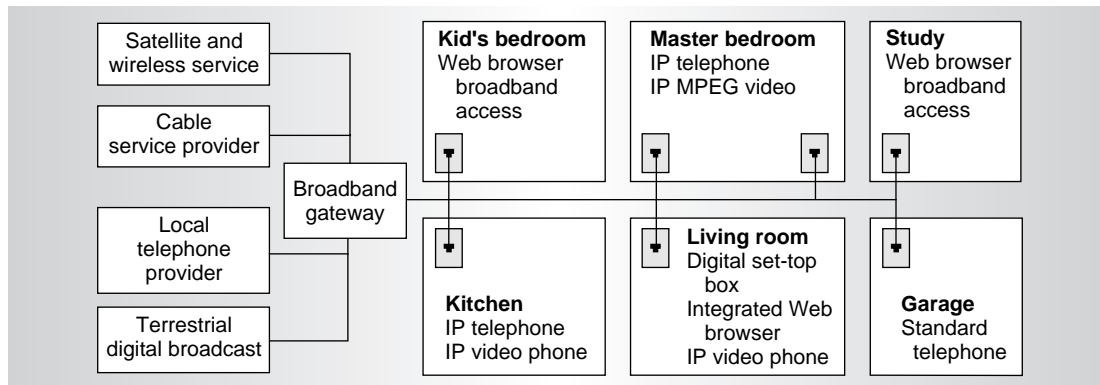 Satellite and
wireless service
Cable
service provider
Local
telephone
provider
Terrestrial
digital broadcast
Broadband
gateway
Kid's bedroom
Web browser
broadband
access
Master bedroom
IP telephone
IP MPEG video
Study
Web browser
broadband
access
Kitchen
IP telephone
IP video phone
Living room
Digital set-top
box
Integrated Web
browser
IP video phone
Garage
Standard
telephone